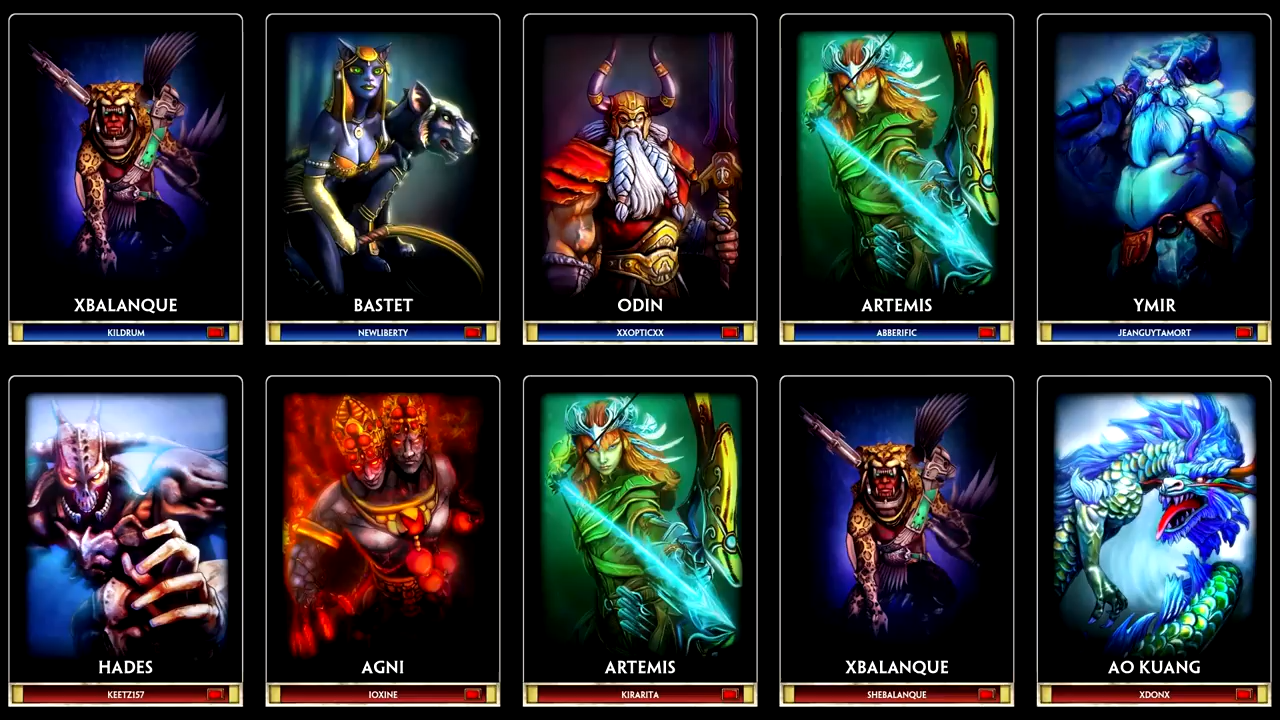 XBALANQUE
KILDRUM
BASTET
NEWLIBERTY
ODIN
XXOPTICXX
ARTEMIS
ABBERIFIC
YMIR
JEANGUYTAMORT
HADES
KEETZ157
AGNI
IOXINE
ARTEMIS
KIRARITA
XBALANQUE
SHEBALANQUE
AO KUANG
XDONX